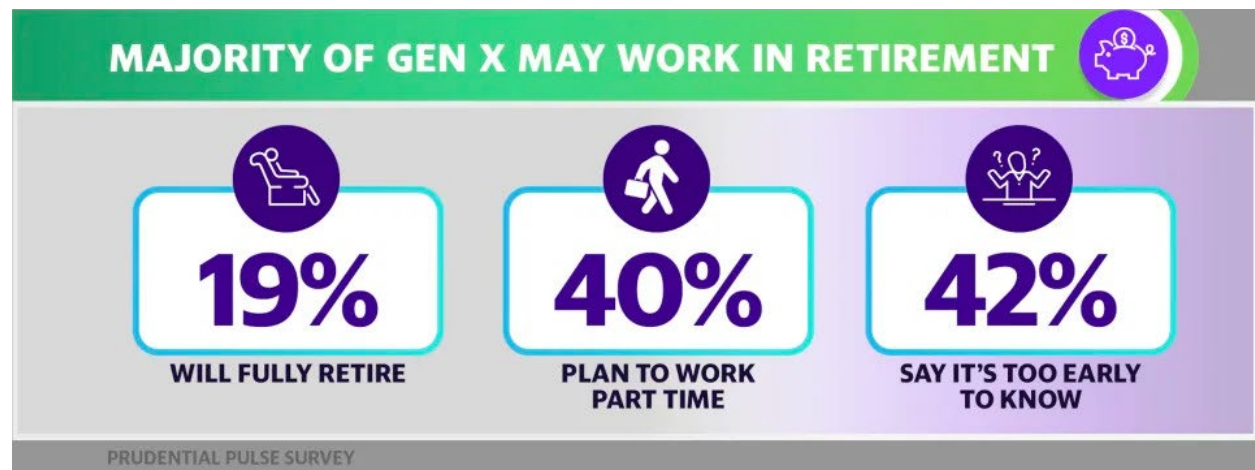 MAJORITY OF GEN X MAY WORK IN RETIREMENT
$
19%
WILL FULLY RETIRE
40%
PLAN TO WORK
PART TIME
? ?
42%
SAY IT'S TOO EARLY
TO KNOW
PRUDENTIAL PULSE SURVEY